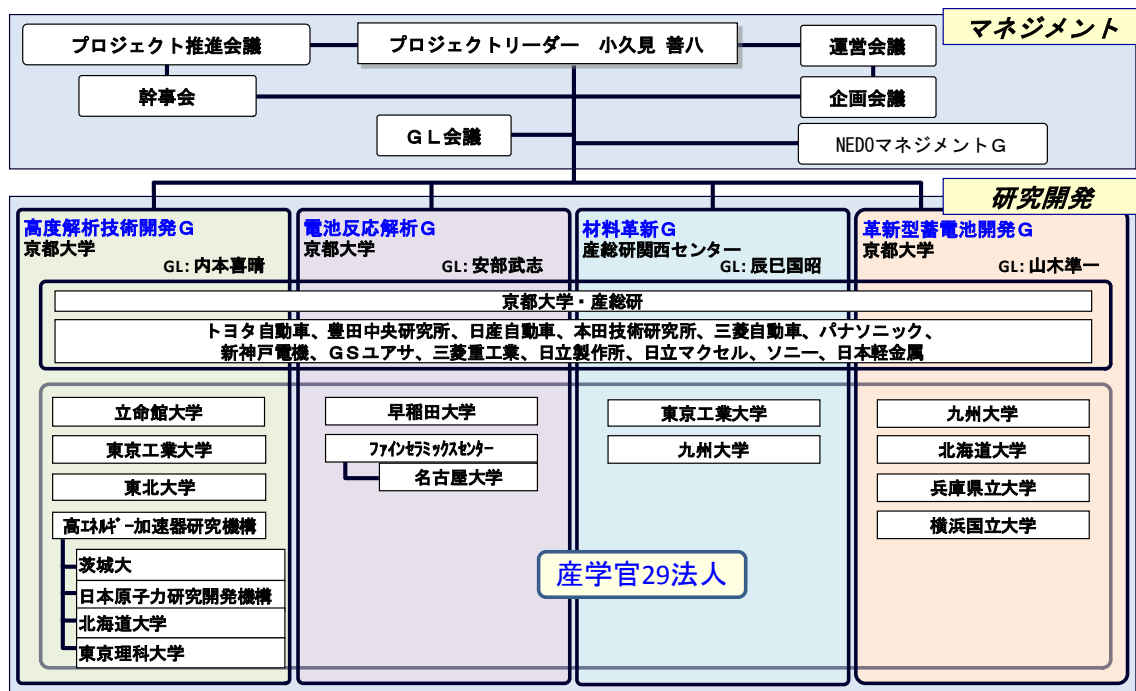 マネジメント
プロジェクト推進会議
プロジェクトリーダー 小久見 善八
運営会議
幹事会
企画会議
GL会議
NEDOマネジメントG
研究開発
高度解析技術開発G
京都大学
GL: 内本喜晴
電池反応解析G
京都大学
GL: 安部武志
材料革新G
産総研関西センター
GL: 辰巳国昭
革新型蓄電池開発G
京都大学
GL: 山木準一
京都大学・産総研
トヨタ自動車、豊田中央研究所、日産自動車、本田技術研究所、三菱自動車、パナソニック、
新神戸電機、GSユアサ、三菱重工業、日立製作所、日立マクセル、ソニー、日本軽金属
立命館大学
東京工業大学
東北大学
高エネルギー加速器研究機構
茨城大
日本原子力研究開発機構
北海道大学
東京理科大学
早稲田大学
ファインセラミックスセンター
名古屋大学
東京工業大学
九州大学
九州大学
北海道大学
兵庫県立大学
横浜国立大学
産学官29法人